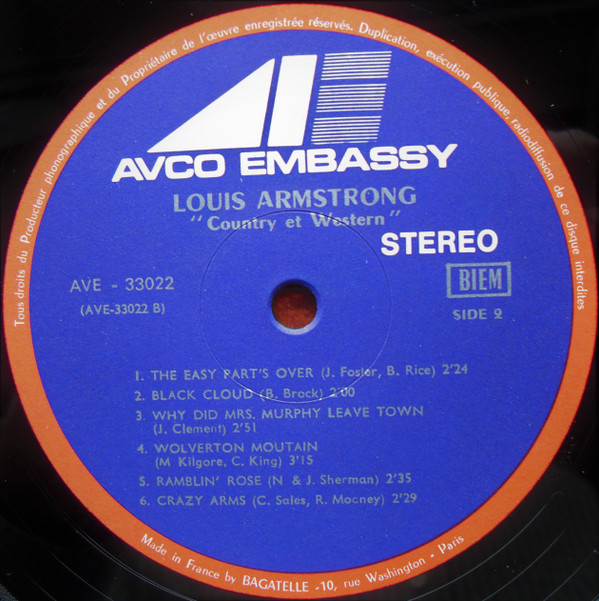 Tous droits du Producteur phonographique et du Propriétaire de l'œuvre enregistrée réservés. Duplication, exécution publique, radiodiffusion de ce disque interdites
AVCO EMBASSY
LOUIS ARMSTRONG
"Country et Western"
STEREO
AVE - 33022
BIEM
(AVE-33022 B)
SIDE 2
1. THE EASY PART'S OVER (J. Foster, B. Rice) 2'24
2. BLACK CLOUD (B. Brock) 2'00
3. WHY DID MRS. MURPHY LEAVE TOWN
(J. Clement) 2'51
4. WOLVERTON MOUTAIN
(M Kilgore, C. King) 3'15
5. RAMBLIN' ROSE (N & J. Sherman) 2'35
6. CRAZY ARMS (C. Sales, R. Mooney) 2'29
Made in France by BAGATELLE -10, rue Washington - Paris